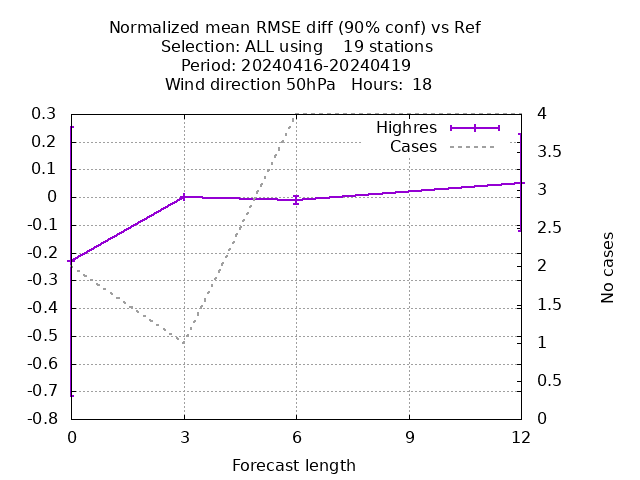 Normalized mean RMSE diff (90% conf) vs Ref
Selection: ALL using    19 stations
Period: 20240416-20240419
Wind direction 50hPa   Hours:  18
Highres
Cases
0.3
0.2
0.1
0
-0.1
-0.2
-0.3
-0.4
-0.5
-0.6
-0.7
-0.8
4
3.5
3
2.5
2
1.5
1
0.5
0
No cases
0 3 6 9 12
Forecast length